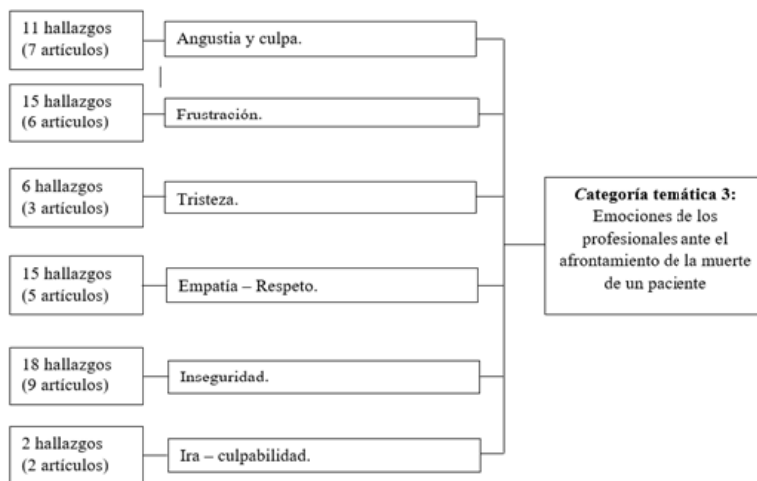 11 hallazgos
(7 artículos)
Angustia y culpa.
15 hallazgos
(6 artículos)
Frustración.
6 hallazgos
(3 artículos)
Tristeza.
15 hallazgos
(5 artículos)
Empatía – Respeto.
18 hallazgos
(9 artículos)
Inseguridad.
2 hallazgos
(2 artículos)
Ira – culpabilidad.
Categoría temática 3:
Emociones de los
profesionales ante el
afrontamiento de la muerte
de un paciente